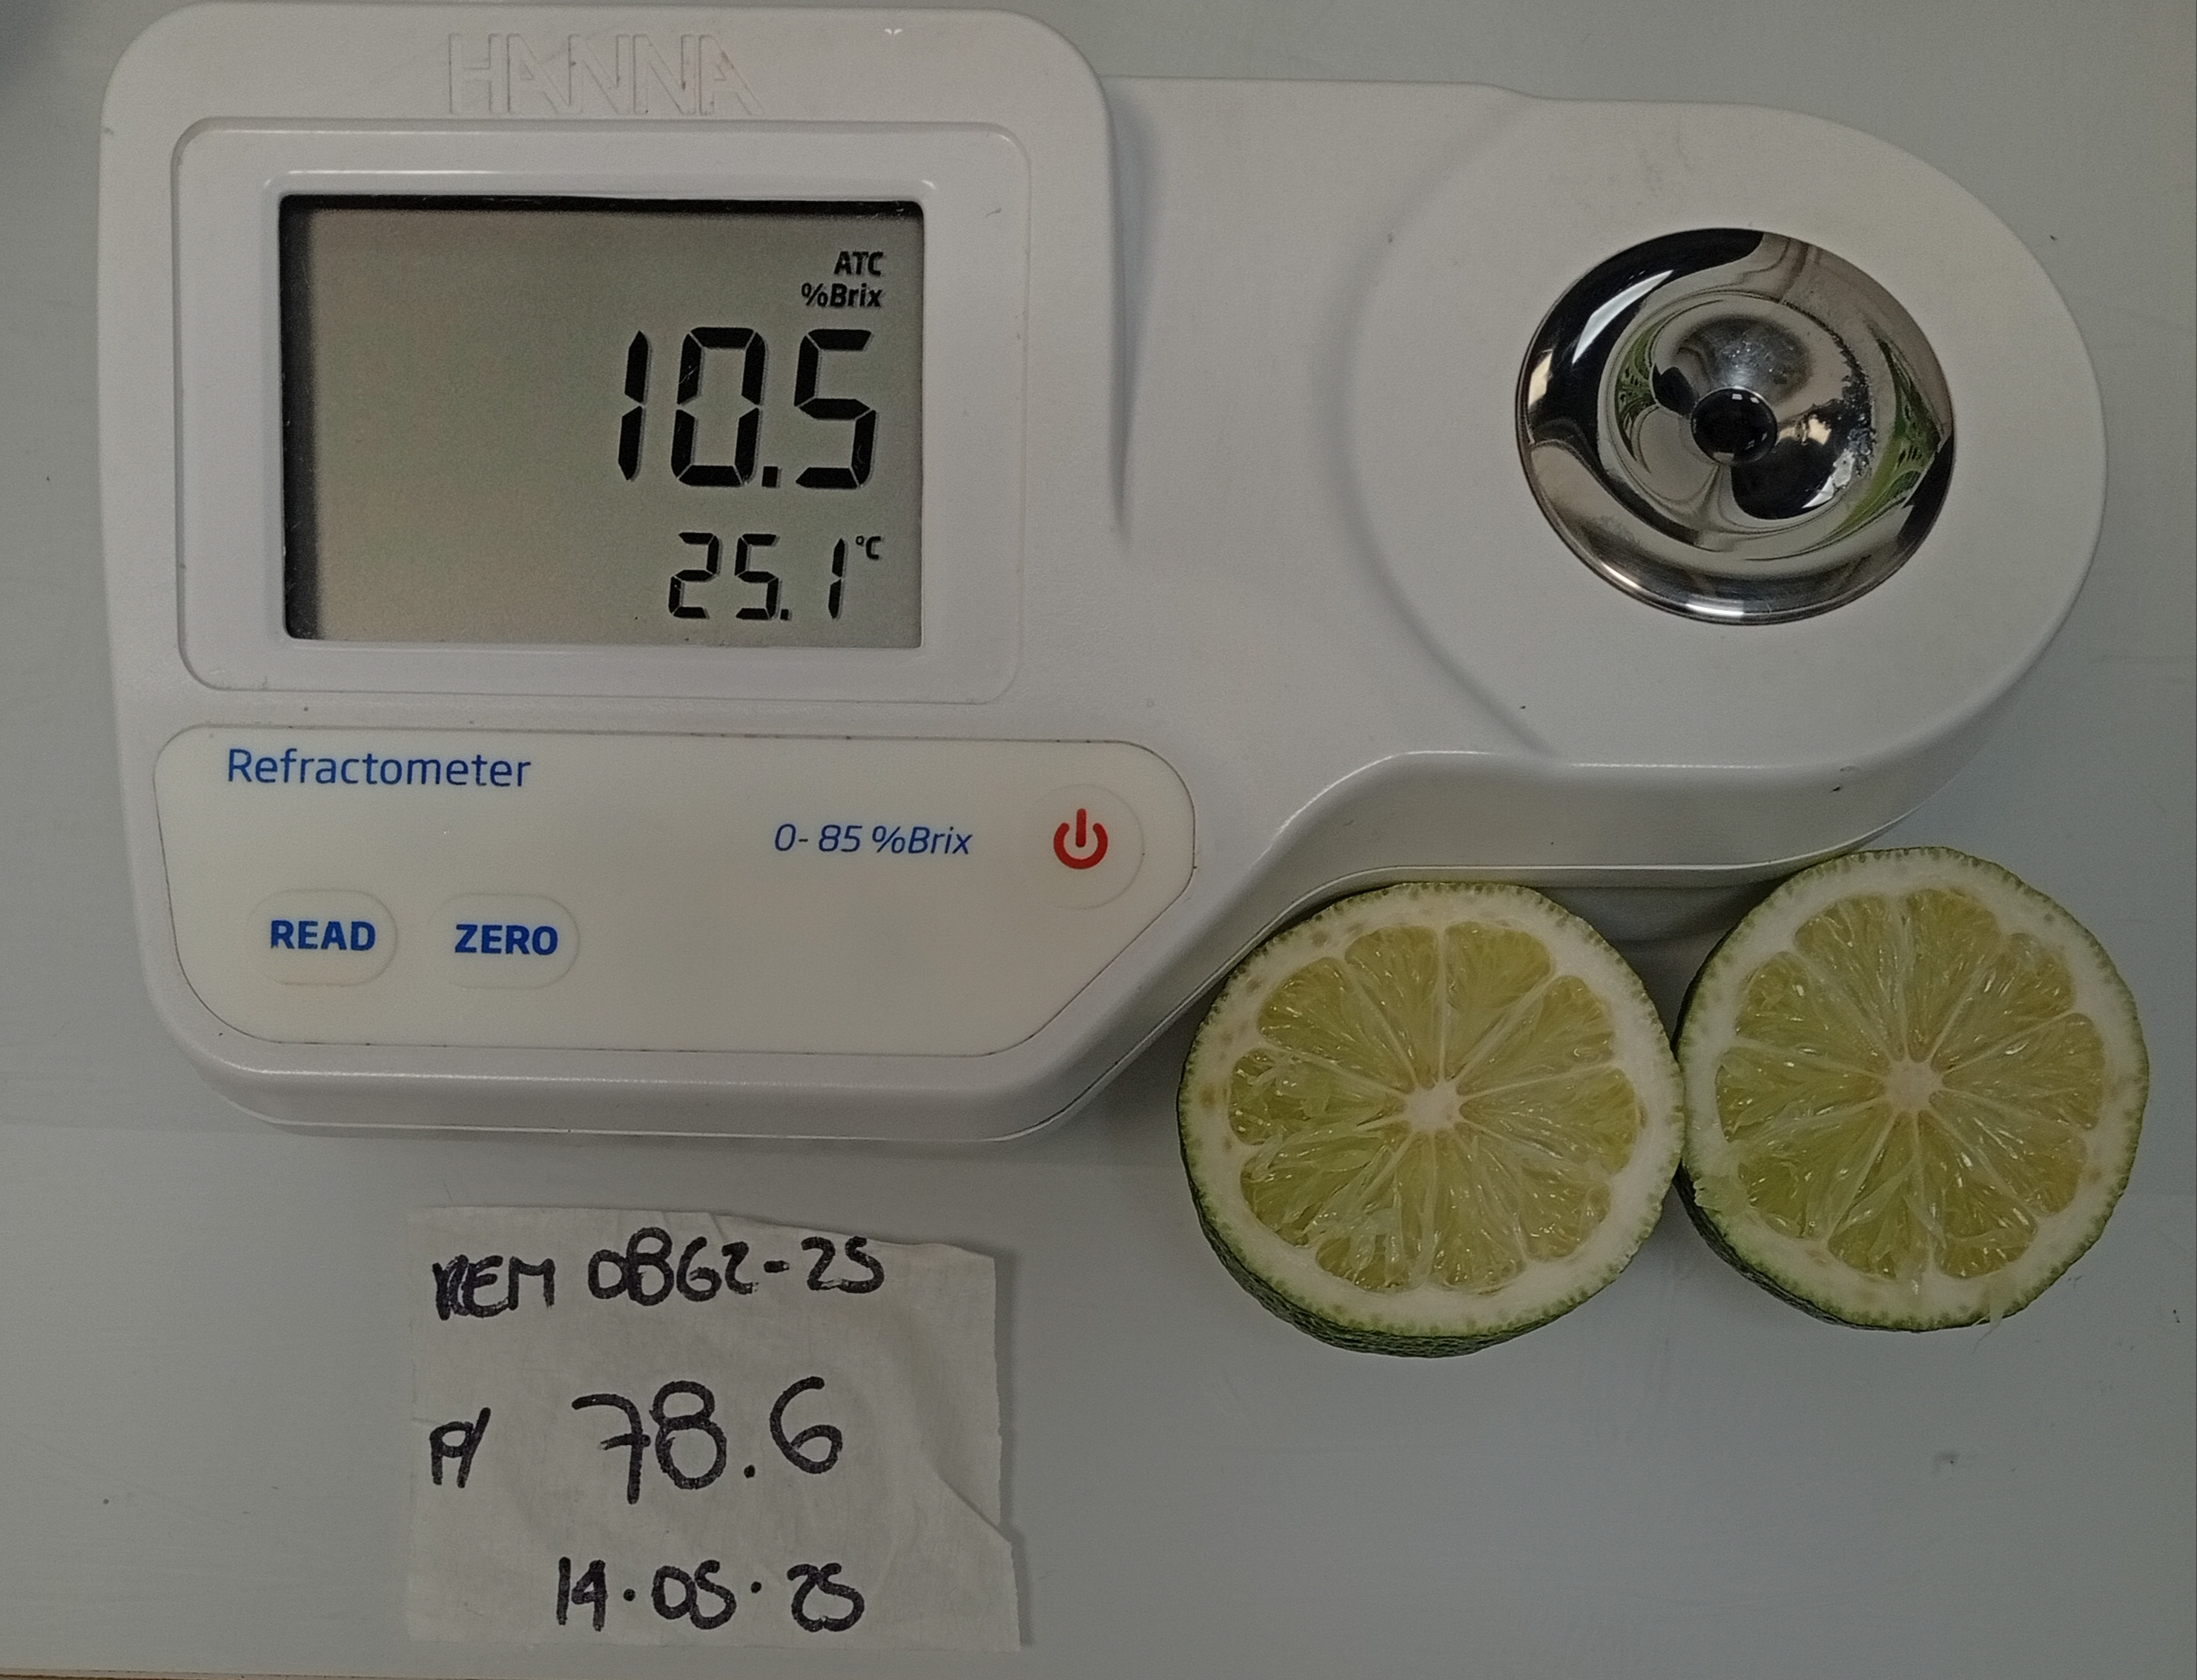 HANNA
ATC
%Brix
10.5
25.1 °C
Refractometer
0-85 %Brix
READ ZERO
REM 0862-25
P/ 78.6
14.05.25